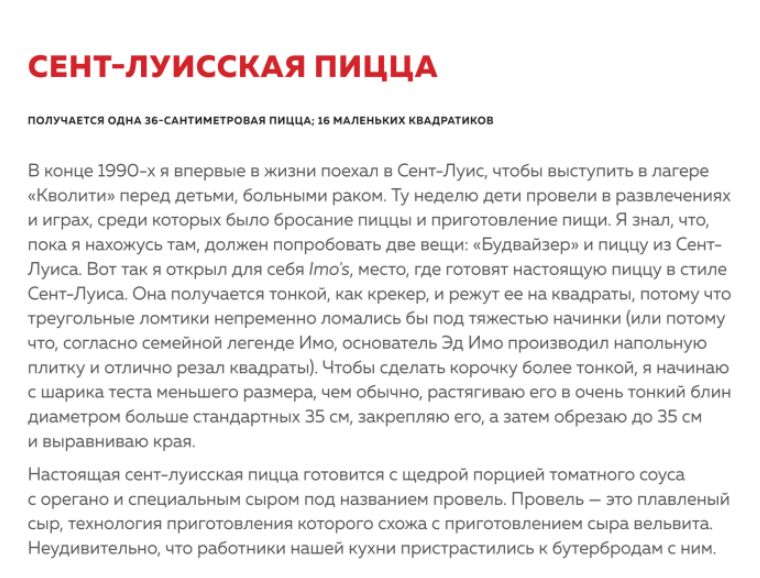 СЕНТ-ЛУИССКАЯ ПИЦЦА
ПОЛУЧАЕТСЯ ОДНА 36-САНТИМЕТРОВАЯ ПИЦЦА; 16 МАЛЕНЬКИХ КВАДРАТИКОВ
В конце 1990-х я впервые в жизни поехал в Сент-Луис, чтобы выступить в лагере
«Кволити» перед детьми, больными раком. Ту неделю дети провели в развлечениях
и играх, среди которых было бросание пиццы и приготовление пищи. Я знал, что,
пока я нахожусь там, должен попробовать две вещи: «Будвайзер» и пиццу из Сент-
Луиса. Вот так я открыл для себя Imo's, место, где готовят настоящую пиццу в стиле
Сент-Луиса. Она получается тонкой, как крекер, и режут ее на квадраты, потому что
треугольные ломтики непременно ломались бы под тяжестью начинки (или потому
что, согласно семейной легенде Имо, основатель Эд Имо производил напольную
плитку и отлично резал квадраты). Чтобы сделать корочку более тонкой, я начинаю
с шарика теста меньшего размера, чем обычно, растягиваю его в очень тонкий блин
диаметром больше стандартных 35 см, закрепляю его, а затем обрезаю до 35 см
и выравниваю края.
Настоящая сент-луисская пицца готовится с щедрой порцией томатного соуса
с орегано и специальным сыром под названием провель. Провель — это плавленый
сыр, технология приготовления которого схожа с приготовлением сыра вельвита.
Неудивительно, что работники нашей кухни пристрастились к бутербродам с ним.